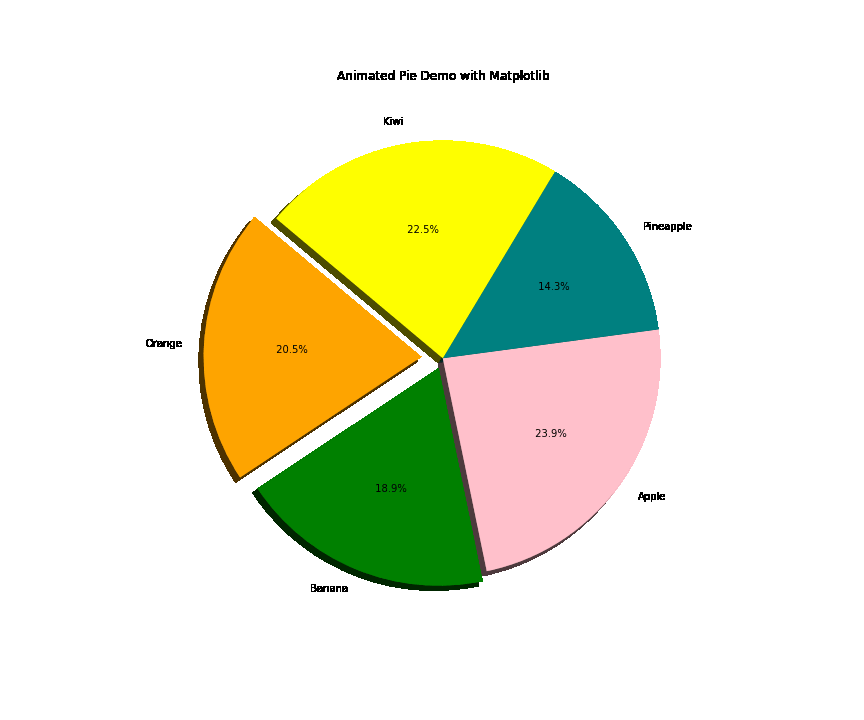 Animated Pie Demo with Matplotlib
Kiwi
Pineapple
22.5%
14.3%
Orange
20.5%
23.9%
18.9%
Apple
Banana